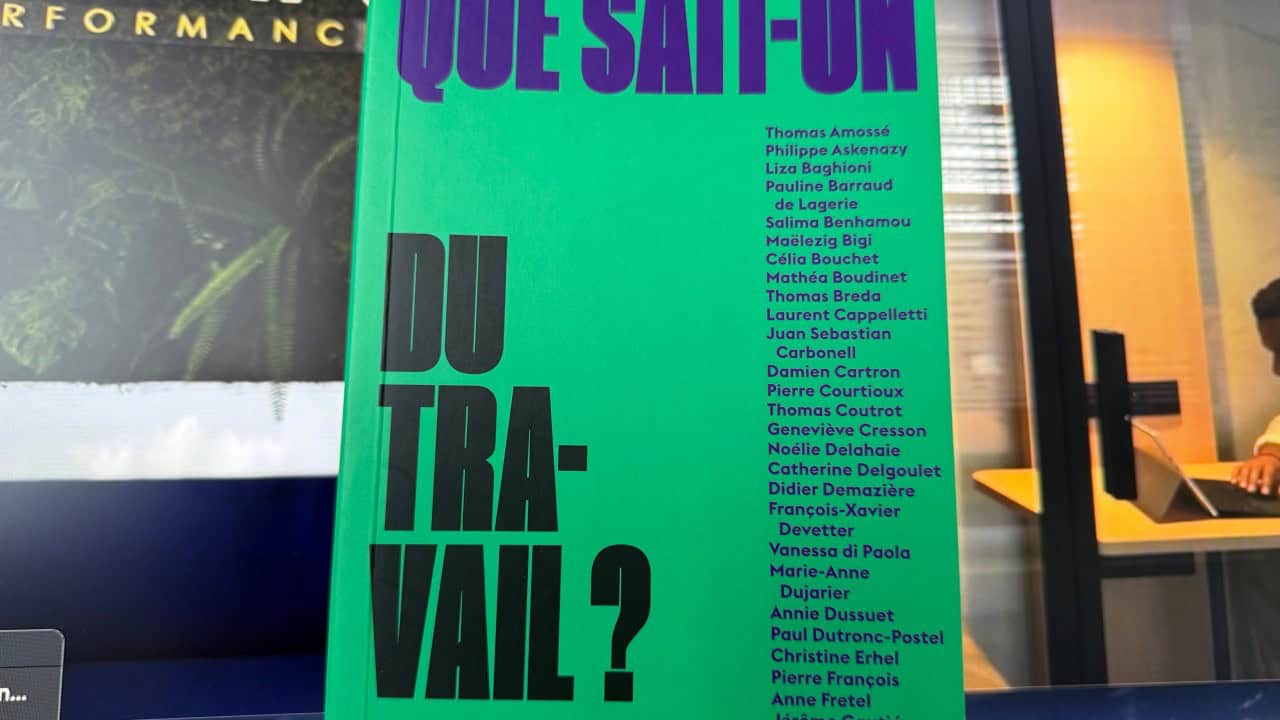 RFORMANC
QUE SAIT-ON
Thomas Amossé
Philippe Askenazy
Liza Baghioni
Pauline Barraud
de Lagerie
Salima Benhamou
Maëlezig Bigi
Célia Bouchet
Mathéa Boudinet
Thomas Breda
Laurent Cappelletti
Juan Sebastian
Carbonell
Damien Cartron
Pierre Courtioux
Thomas Coutrot
Geneviève Cresson
Noélie Delahaie
Catherine Delgoulet
Didier Demazière
François-Xavier
Devetter
Vanessa di Paola
Marie-Anne
Dujarier
Annie Dussuet
Paul Dutronc-Postel
Christine Erhel
Pierre François
Anne Fretel
DU
TRA-
VAIL ?
n...